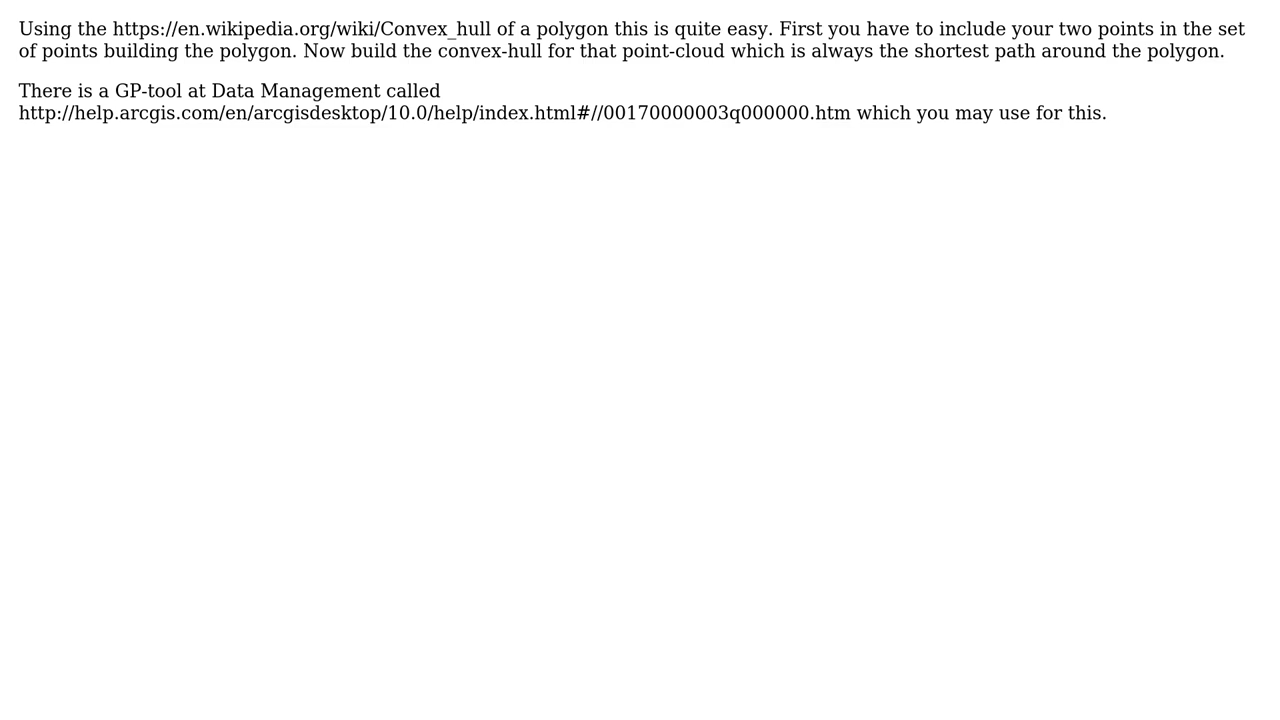 Using the https://en.wikipedia.org/wiki/Convex_hull of a polygon this is quite easy. First you have to include your two points in the set
of points building the polygon. Now build the convex-hull for that point-cloud which is always the shortest path around the polygon.
There is a GP-tool at Data Management called
http://help.arcgis.com/en/arcgisdesktop/10.0/help/index.html#//00170000003q000000.htm which you may use for this.